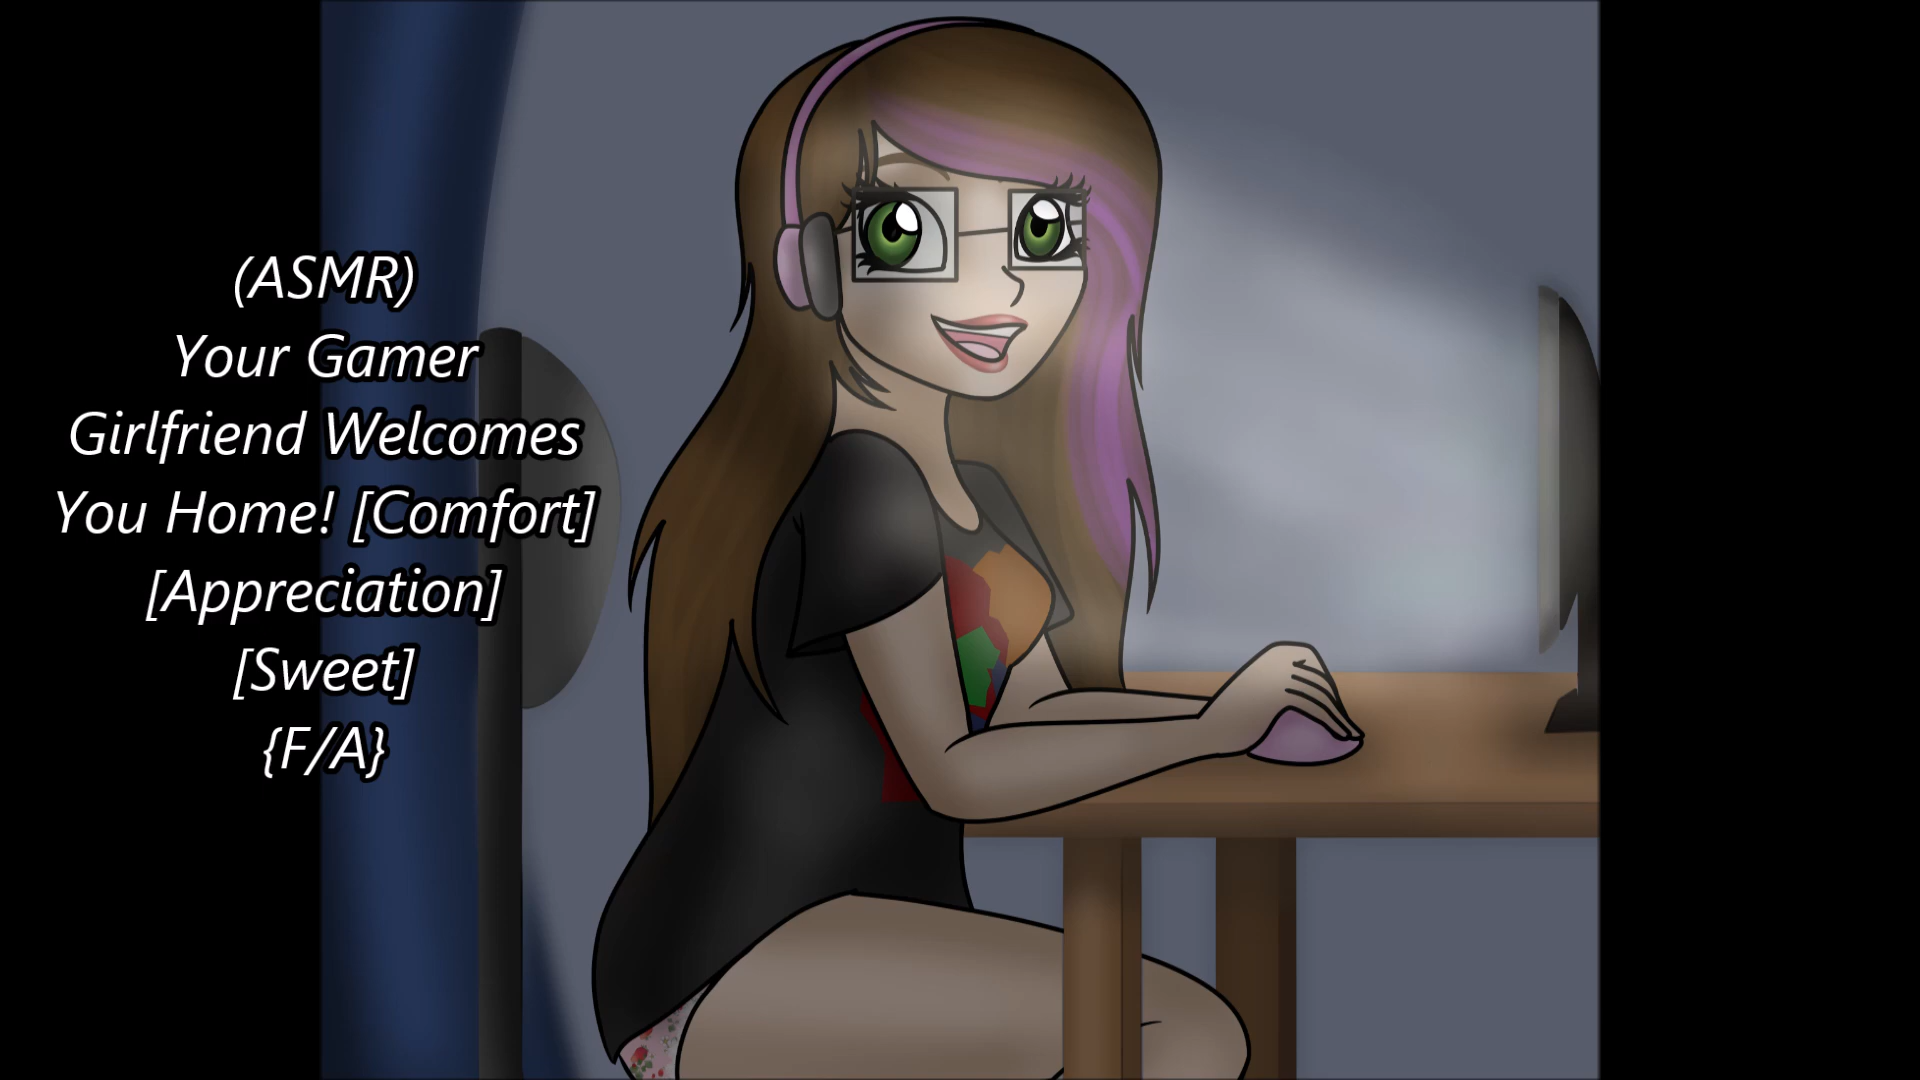 (ASMR)
Your Gamer
Girlfriend Welcomes
You Home! [Comfort]
[Appreciation]
[Sweet]
{F/A}